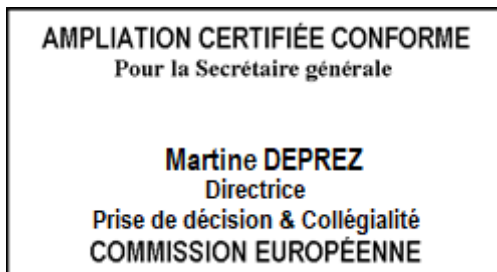 AMPLIATION CERTIFIÉE CONFORME
Pour la Secrétaire générale
Martine DEPREZ
Directrice
Prise de décision & Collégialité
COMMISSION EUROPÉENNE